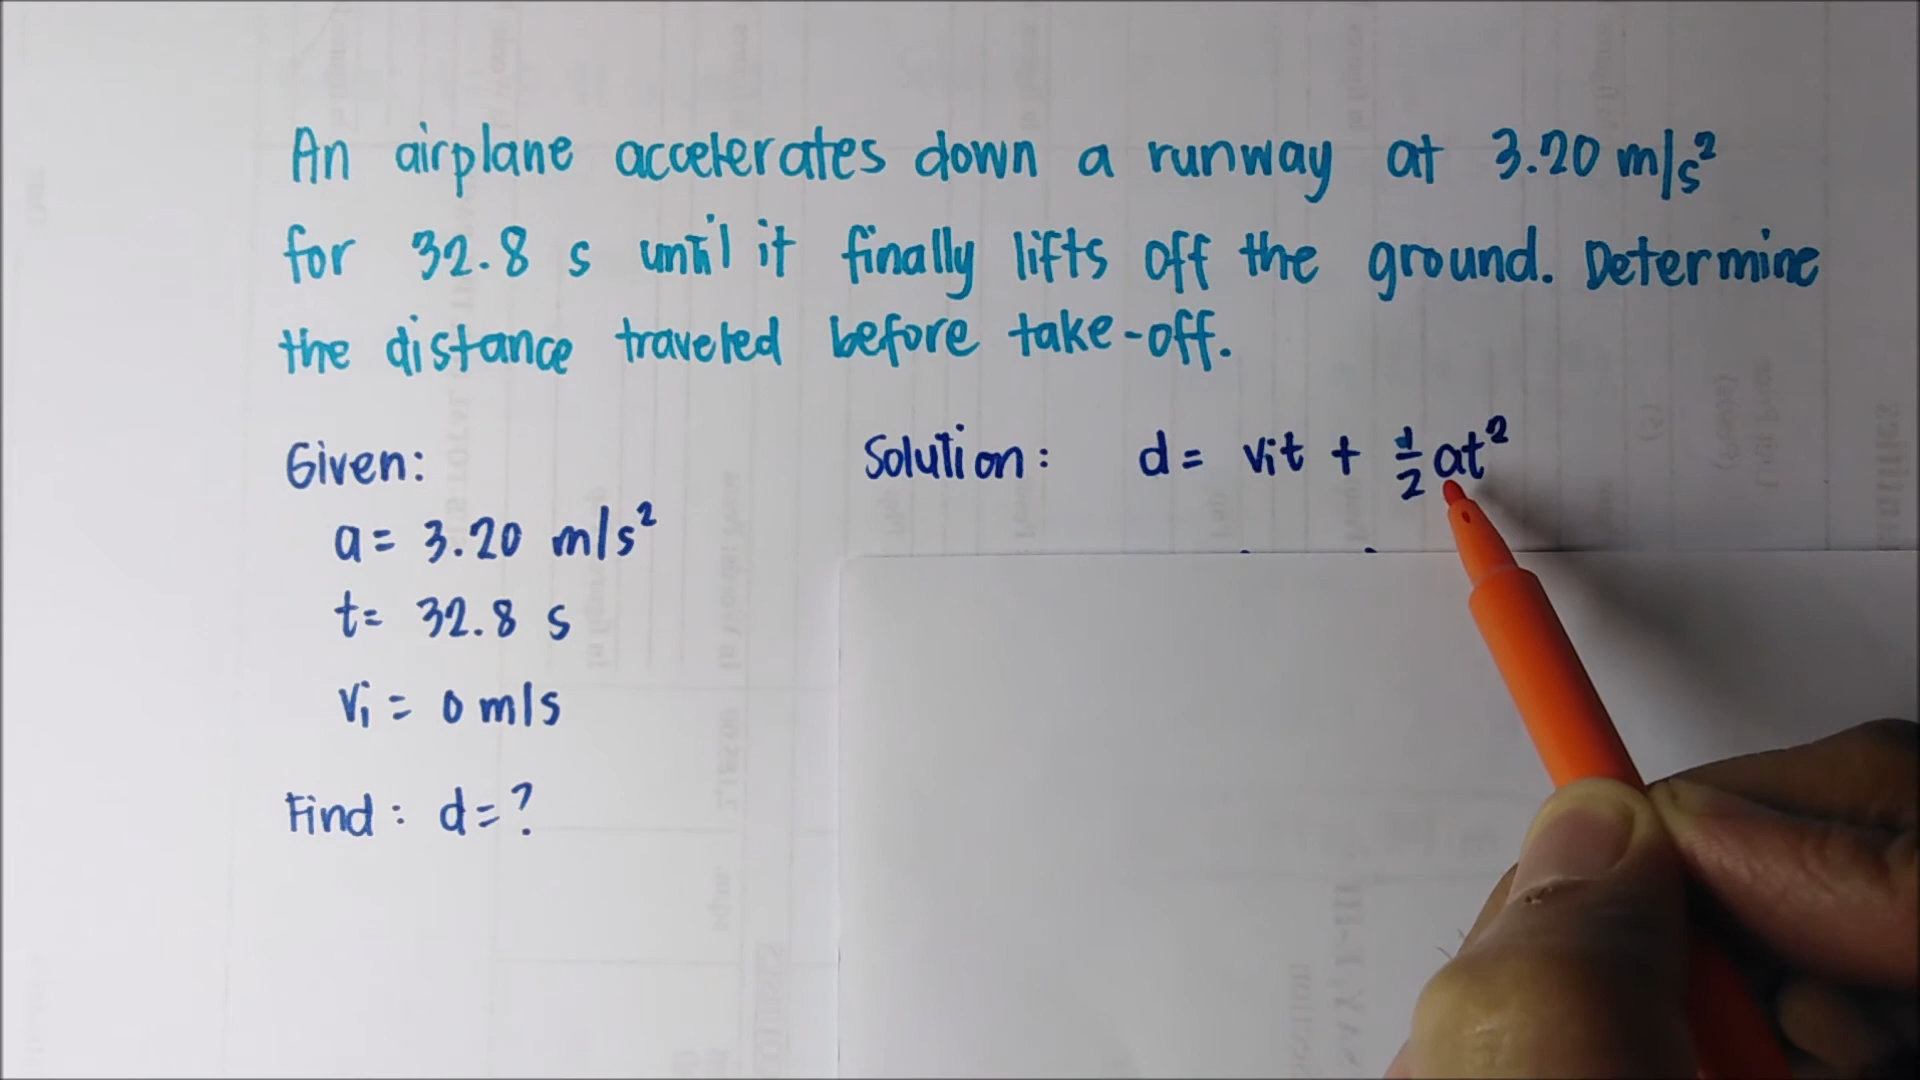 An airplane accelerates down a runway at 3.20 m/s²
for 32.8 s until it finally lifts off the ground. Determine
the distance traveled before take-off.
Given:
a = 3.20 m/s²
t = 32.8 s
vi = 0 m/s
Find: d = ?
Solution: d = vit + 1/2 at²